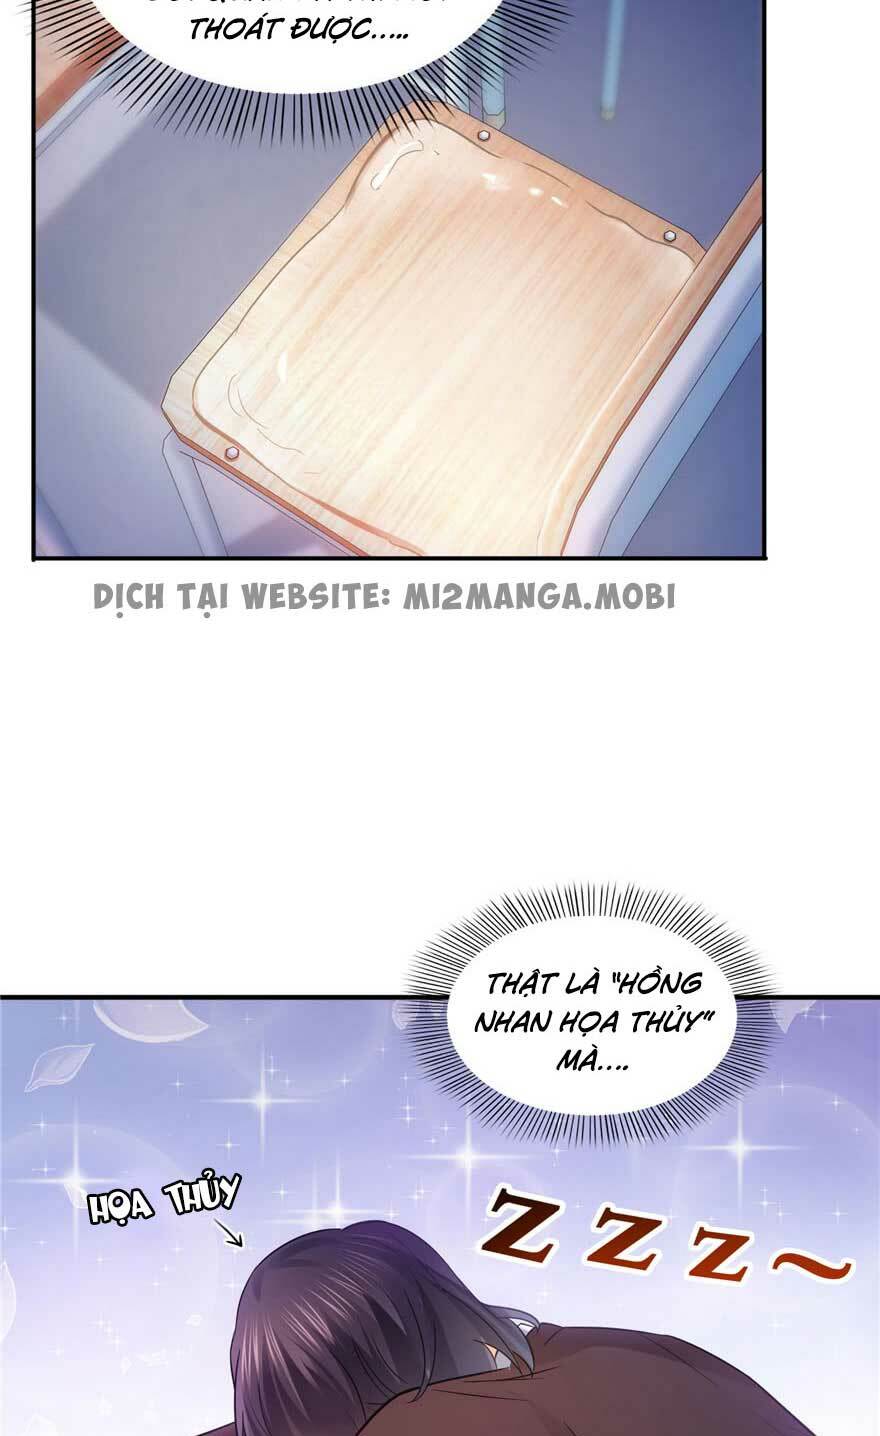 THOÁT ĐƯỢC.....
DỊCH TẠI WEBSITE: MI2MANGA.MOBI
THẬT LÀ "HỒNG
NHAN HỌA THỦY"
MÀ....
HỌA THỦY
Z Z Z ~